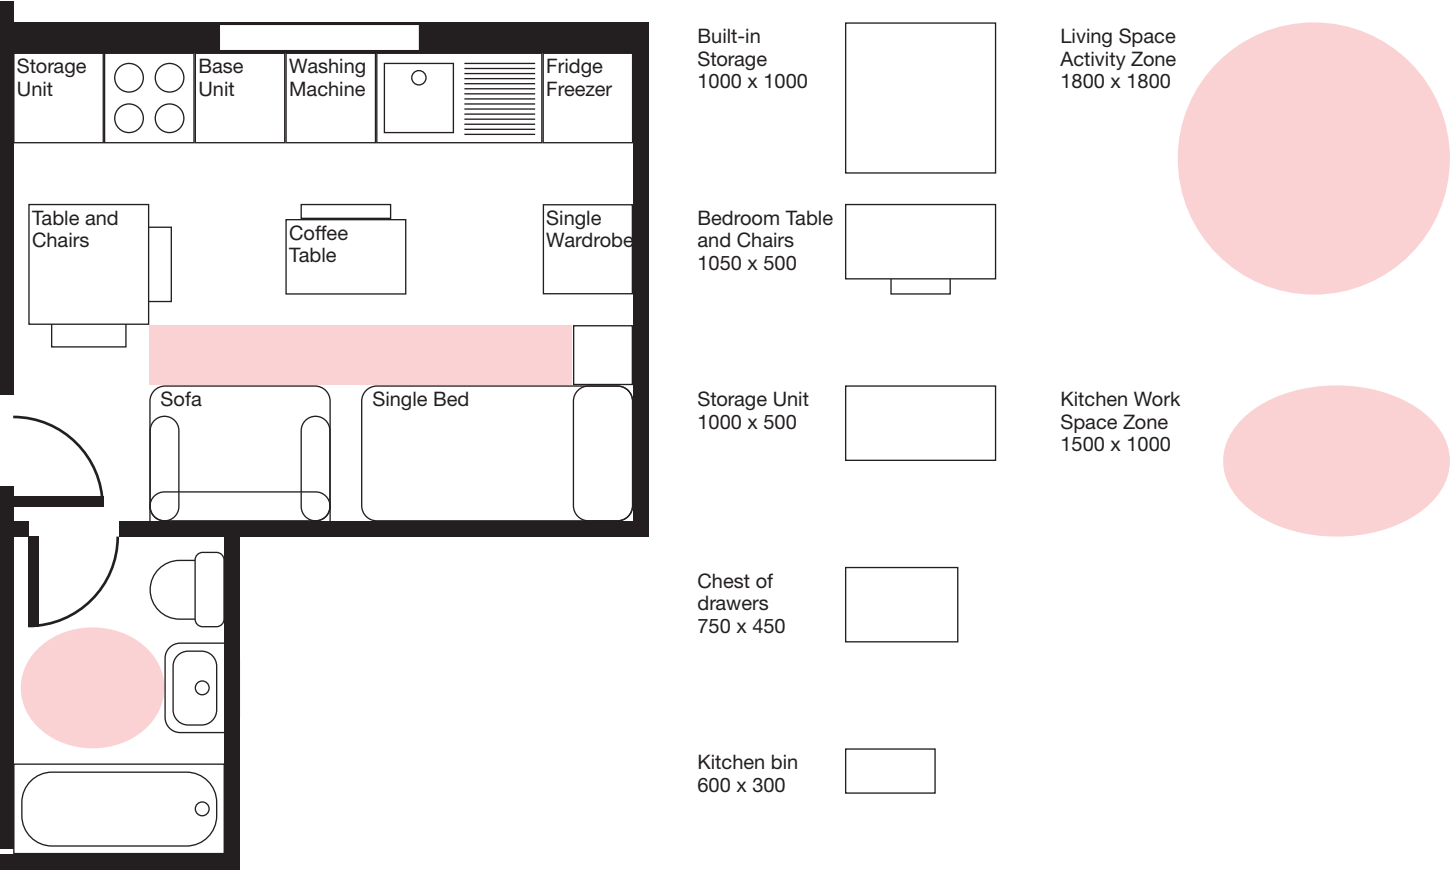 Storage
Unit
Base
Unit
Washing
Machine
Fridge
Freezer
Table and
Chairs
Coffee
Table
Single
Wardrobe
Sofa
Single Bed
Built-in
Storage
1000 x 1000
Bedroom Table
and Chairs
1050 x 500
Storage Unit
1000 x 500
Chest of
drawers
750 x 450
Kitchen bin
600 x 300
Living Space
Activity Zone
1800 x 1800
Kitchen Work
Space Zone
1500 x 1000